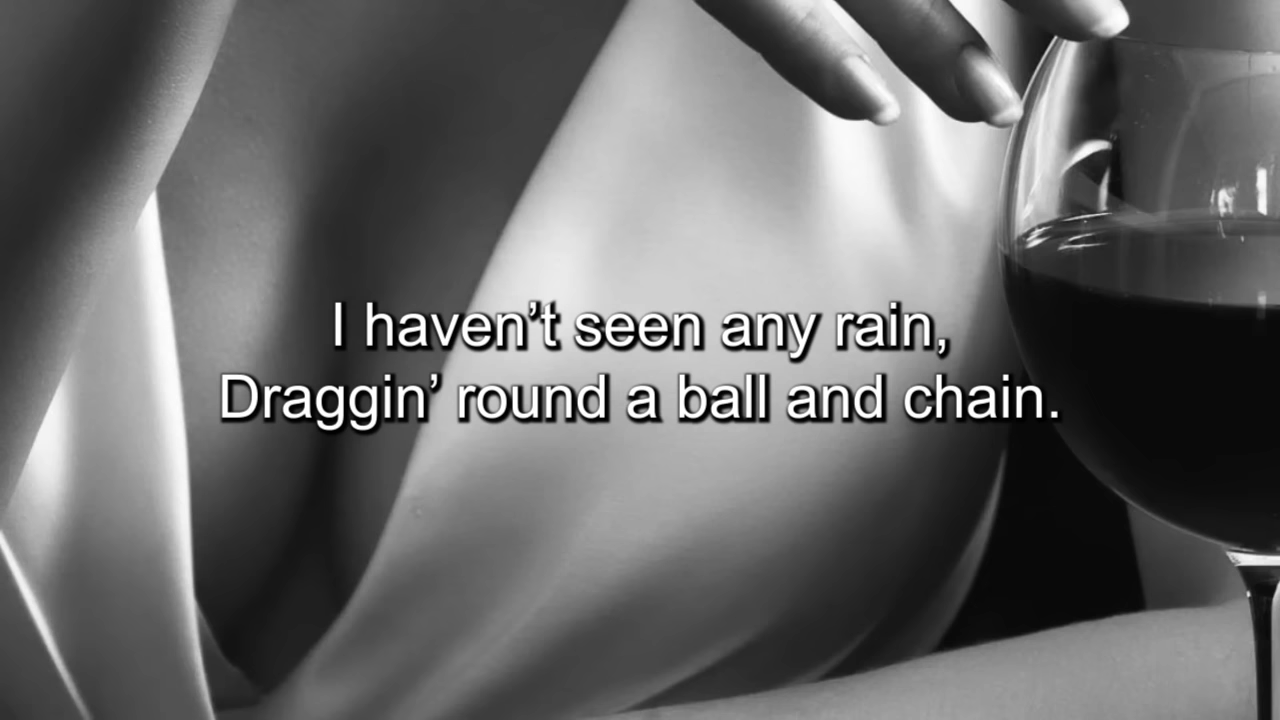 I haven’t seen any rain,
Draggin’ round a ball and chain.